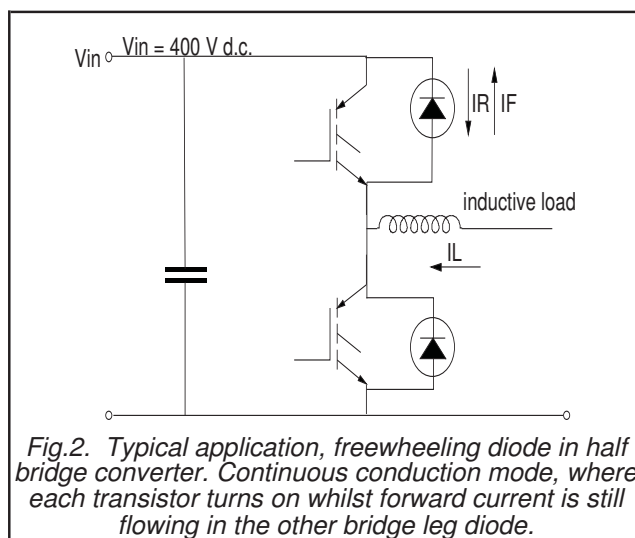 Vin Vin = 400 V d.c.
IR IF
inductive load
IL
Fig.2. Typical application, freewheeling diode in half
bridge converter. Continuous conduction mode, where
each transistor turns on whilst forward current is still
flowing in the other bridge leg diode.